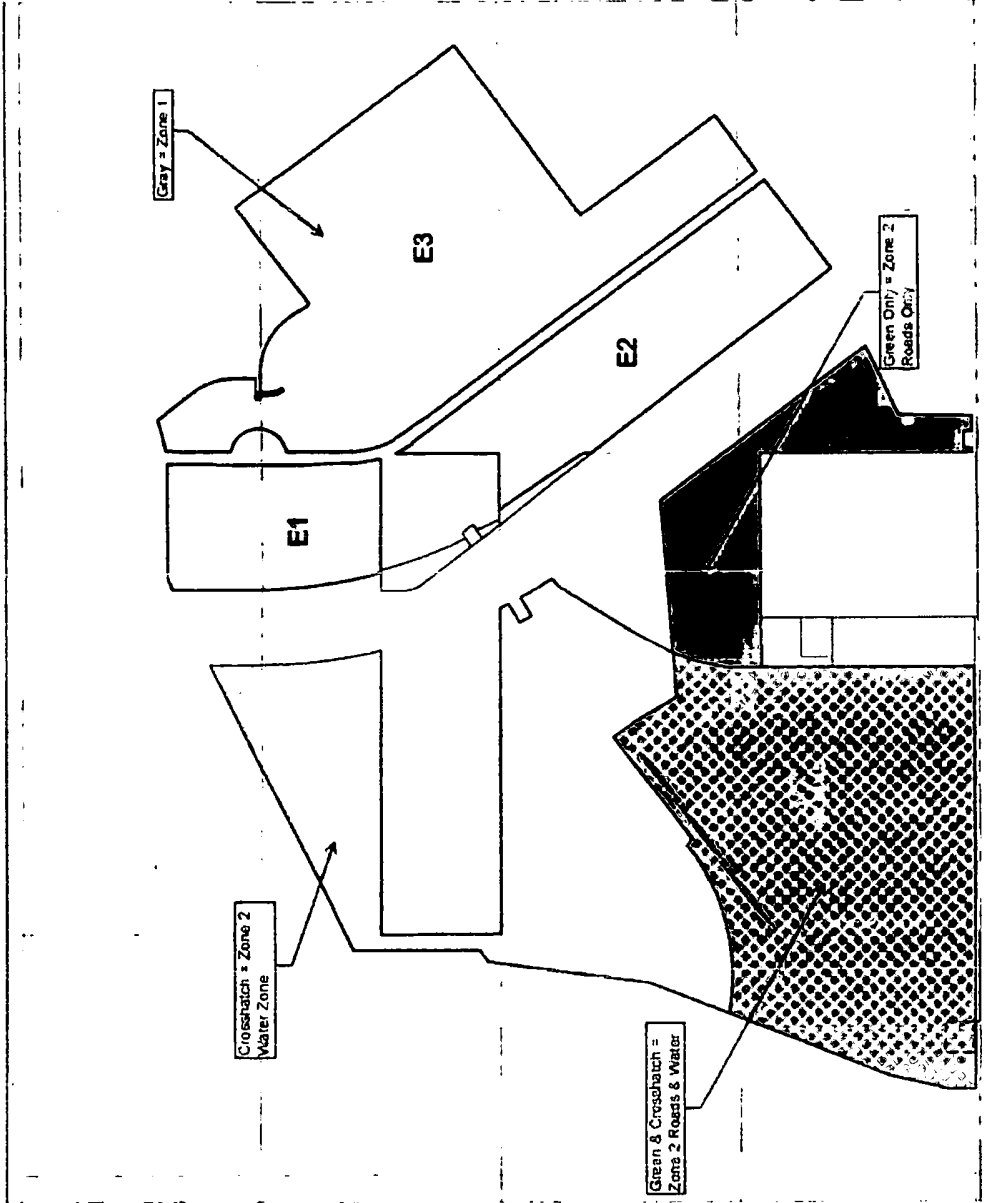 Gray = Zone 1
E3
E2
E1
Green Only = Zone 2
Roads Only
Crosshatch = Zone 2
Water Zone
Green & Crosshatch =
Zone 2 Roads & Water